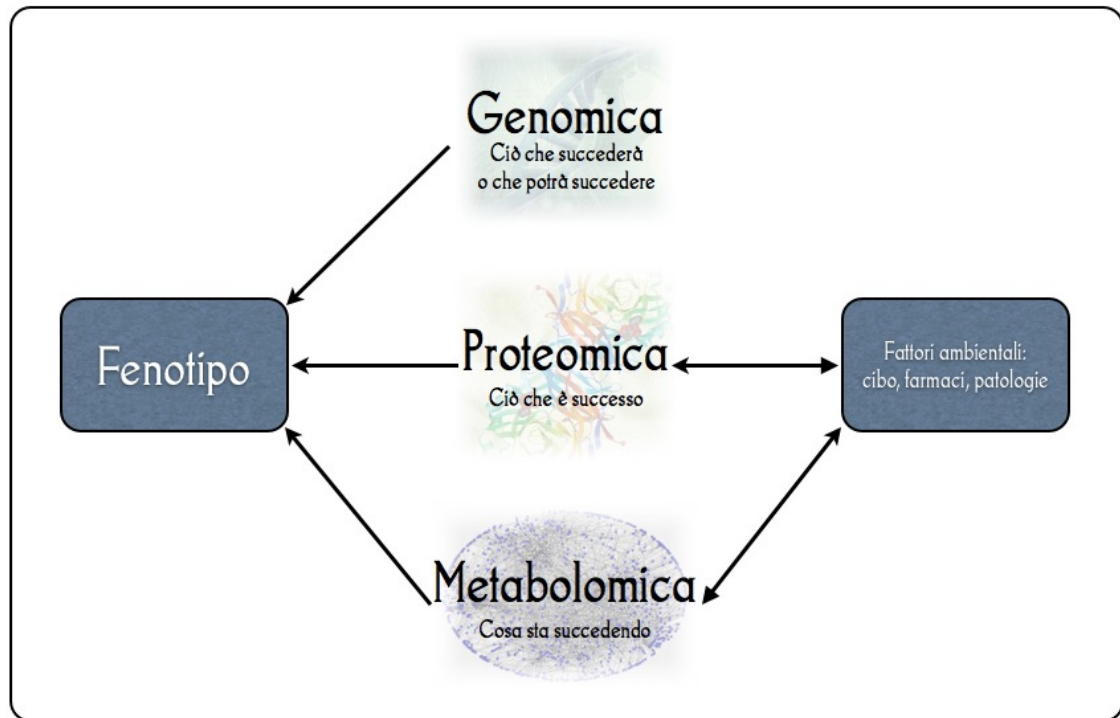 Genomica
Ciò che succederà
o che potrà succedere
Fenotipo
Proteomica
Ciò che è successo
Fattori ambientali:
cibo, farmaci, patologie
Metabolomica
Cosa sta succedendo